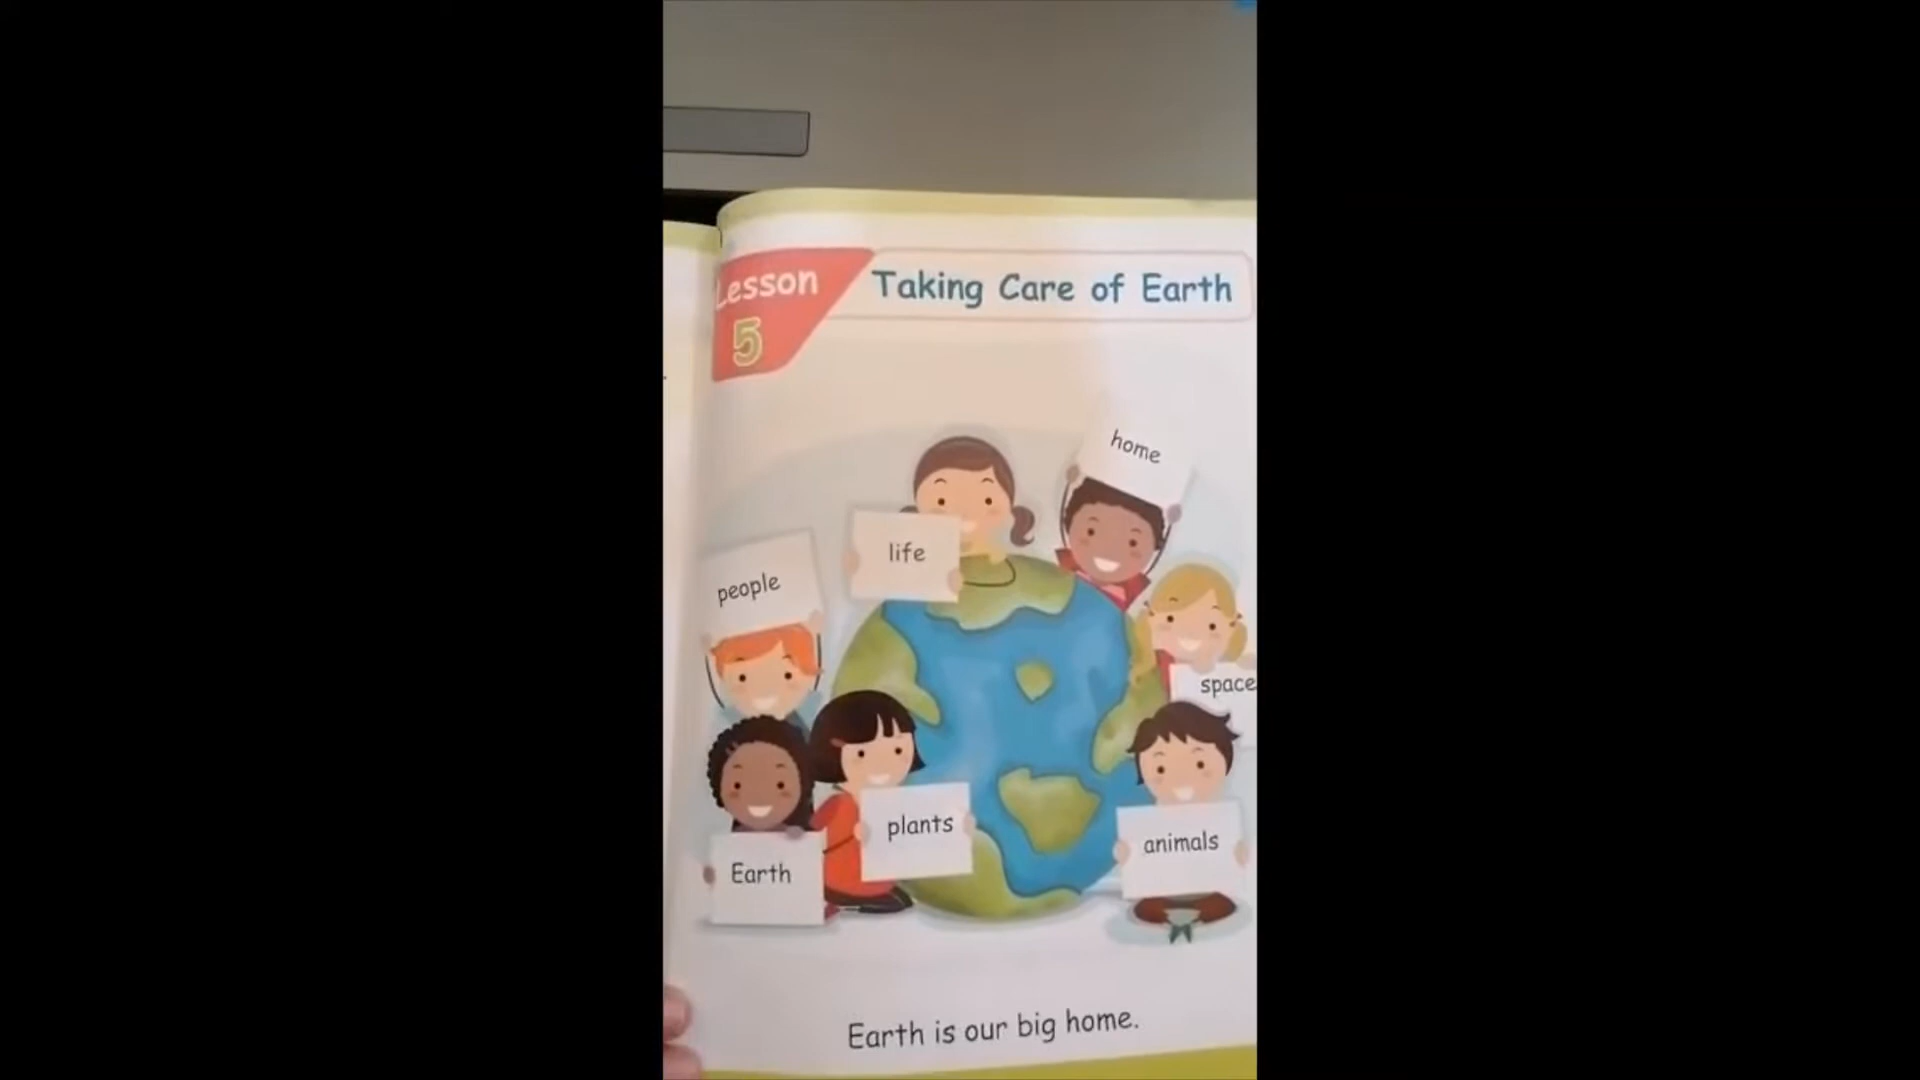 Lesson
5
Taking Care of Earth
home
life
people
space
plants
animals
Earth
Earth is our big home.